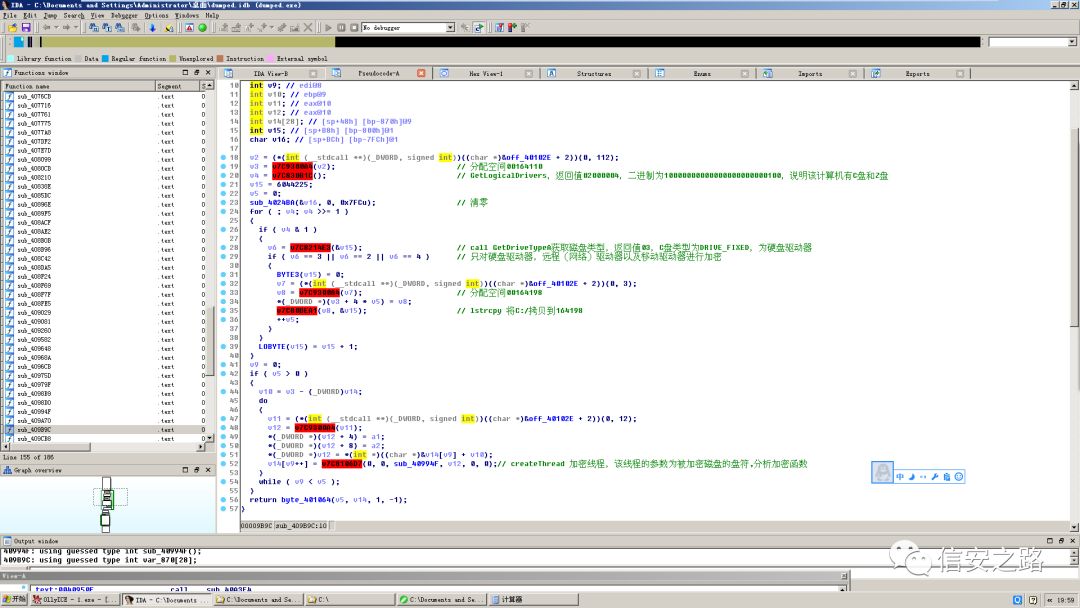 IDA - C:\Documents and Settings\Administrator\桌面\dumped.idb (dumped.exe)
File Edit Jump Search View Debugger Options Windows Help
No debugger
Library function Data Regular function Unexplored Instruction External symbol
Functions window
IDA View-B
Pseudocode-A
Hex View-1
Structures
Enums
Imports
Exports
Function name Segment
sub_4076CB .text
sub_407716 .text
sub_407761 .text
sub_407775 .text
sub_4077A8 .text
sub_407DF2 .text
sub_407E7D .text
sub_408099 .text
sub_4080CB .text
sub_408210 .text
sub_40838E .text
sub_4085BC .text
sub_40896E .text
sub_4089F5 .text
sub_408ACF .text
sub_408AE2 .text
sub_408B0B .text
sub_408B96 .text
sub_408C42 .text
sub_408DA5 .text
sub_408F24 .text
sub_408F69 .text
sub_408F7F .text
sub_408FE5 .text
sub_409029 .text
sub_409081 .text
sub_409260 .text
sub_409582 .text
sub_409648 .text
sub_40968A .text
sub_4096CB .text
sub_40975D .text
sub_40979F .text
sub_4098B9 .text
sub_4098D0 .text
sub_40994F .text
sub_409A70 .text
sub_409B9C .text
sub_409CB8 .text
Line 155 of 186
Graph overview
10 int v9; // edi@8
11 int v10; // ebp@9
12 int v11; // eax@10
13 int v12; // eax@10
14 int v14[28]; // [sp+48h] [bp-870h]@9
15 int v15; // [sp+B8h] [bp-800h]@1
16 char v16; // [sp+BCh] [bp-7FCh]@1
17
18 v2 = (*(int (__stdcall **)(_DWORD, signed int))((char *)&off_40102E + 2))(0, 112);
19 v3 = v7C9300A4(v2); // 分配空间00164110
20 v4 = // GetLogicalDrivers, 返回值02000004, 二进制为10000000000000000000000100, 说明该计算机有C盘和Z盘
21 v15 = 6044225;
22 v5 = 0;
23 sub_4024BA(&v16, 0, 0x7FCu); // 清零
24 for ( ; v4; v4 >>= 1 )
25 {
26 if ( v4 & 1 )
27 {
28 v6 = v7C8214E3(&v15); // call GetDriveTypeA获取磁盘类型, 返回值03, C盘类型为DRIVE_FIXED, 为硬盘驱动器
29 if ( v6 == 3 || v6 == 2 || v6 == 4 ) // 只对硬盘驱动器, 远程（网络）驱动器以及移动驱动器进行加密
30 {
31 BYTE3(v15) = 0;
32 v7 = (*(int (__stdcall **)(_DWORD, signed int))((char *)&off_40102E + 2))(0, 3);
33 v8 = v7C9300A4(v7); // 分配空间00164198
34 *(_DWORD *)(v3 + 4 * v5) = v8;
35 (v8, &v15); // lstrcpy 将C:/拷贝到164198
36 ++v5;
37 }
38 }
39 LOBYTE(v15) = v15 + 1;
40 }
41 v9 = 0;
42 if ( v5 > 0 )
43 {
44 v10 = v3 - (_DWORD)v14;
45 do
46 {
47 v11 = (*(int (__stdcall **)(_DWORD, signed int))((char *)&off_40102E + 2))(0, 12);
48 v12 = v7C9300A4(v11);
49 *(_DWORD *)(v12 + 4) = a1;
50 *(_DWORD *)(v12 + 8) = a2;
51 *(_DWORD *)v12 = *(int *)((char *)&v14[v9] + v10);
52 v14[v9++] = v7C8106D7(0, 0, sub_40994F, v12, 0, 0);// createThread 加密线程, 该线程的参数为被加密磁盘的盘符,分析加密函数
53 }
54 while ( v9 < v5 );
55 }
56 return byte_401064(v5, v14, 1, -1);
57 }
00009B9C sub_409B9C:10
中
Output window
40994F: using guessed type int sub_40994F();
409B9C: using guessed type int var_870[28];
View-A
.text:0040950F call sub_4093F4
信安之路
开始
OllyICE - 1.exe - [...
IDA - C:\Documents ...
C:\Documents and Se...
C:\
C:\Documents and Se...
计算器
18:59